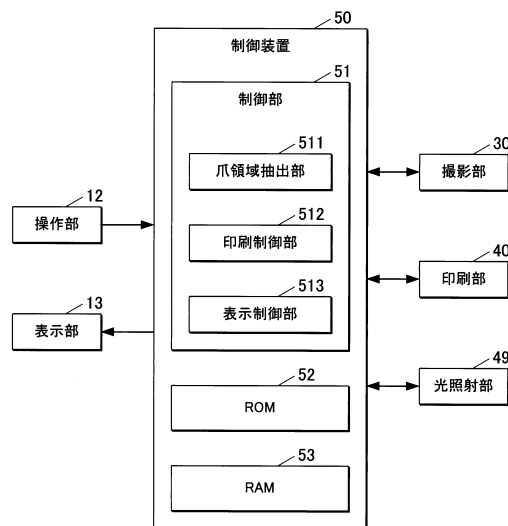 50
制御装置
51
制御部
511
爪領域抽出部
30
撮影部
12
操作部
512
印刷制御部
40
印刷部
13
表示部
513
表示制御部
49
光照射部
52
ROM
53
RAM